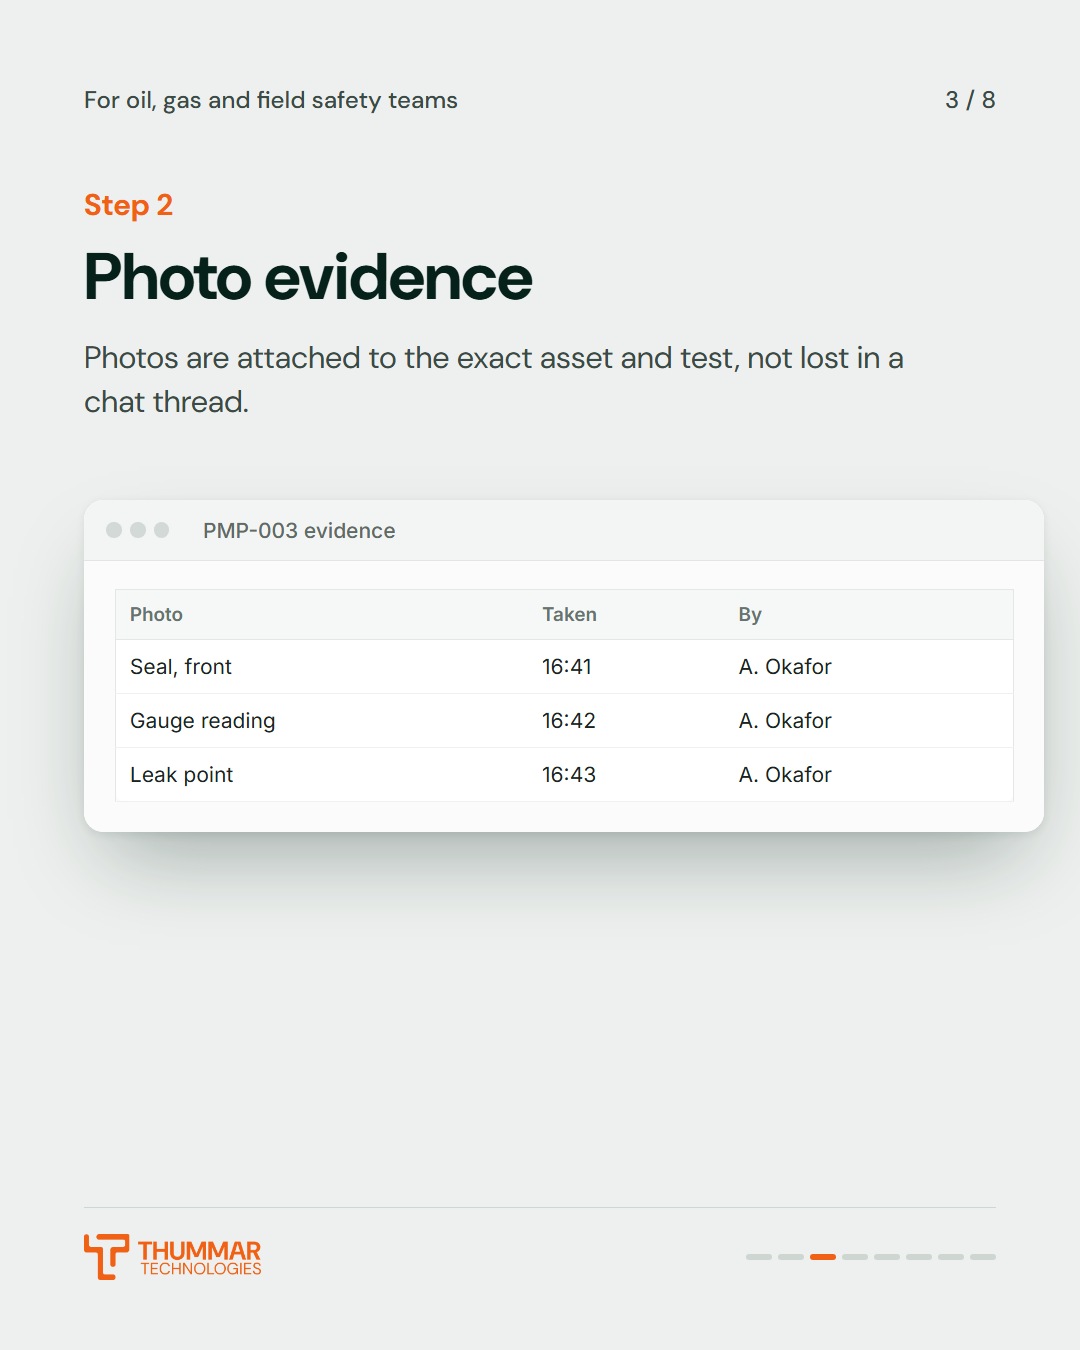 For oil, gas and field safety teams
3 / 8
Step 2
Photo evidence
Photos are attached to the exact asset and test, not lost in a
chat thread.
PMP-003 evidence
Photo Taken By
Seal, front 16:41 A. Okafor
Gauge reading 16:42 A. Okafor
Leak point 16:43 A. Okafor
THUMMAR
TECHNOLOGIES